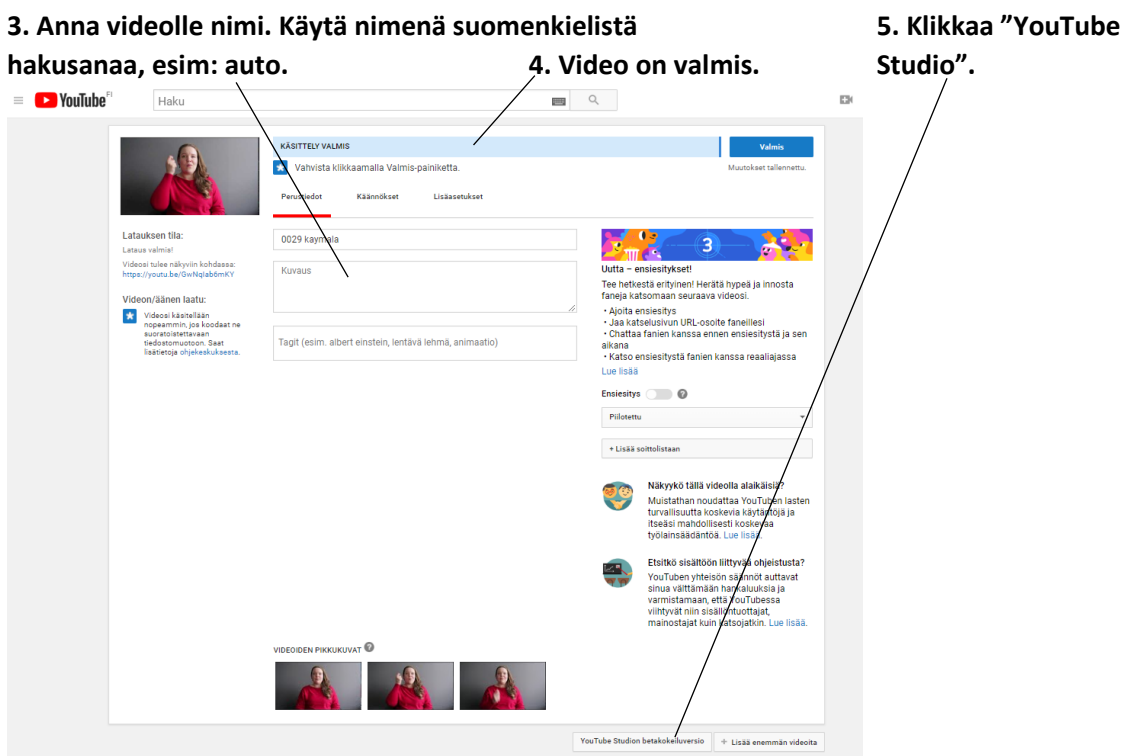 3. Anna videolle nimi. Käytä nimenä suomenkielistä
hakusanaa, esim: auto.
4. Video on valmis.
5. Klikkaa ”YouTube
Studio”.
YouTube FI
Haku
KÄSITTELY VALMIS
Valmis
Vahvista klikkaamalla Valmis-painiketta.
Muutokset tallennettu.
Perustiedot Käännökset Lisäasetukset
Latauksen tila:
Lataus valmis!
Videosi tulee näkyviin kohdassa:
https://youtu.be/GwNqlab6mKY
Videon/äänen laatu:
Videosi käsitellään
nopeammin, jos koodaat ne
suoratoistettavaan
tiedostomuotoon. Saat
lisätietoja ohjekeskuksesta.
0029 kaymala
Kuvaus
Tagit (esim. albert einstein, lentävä lehmä, animaatio)
3
Uutta – ensiesitykset!
Tee hetkestä erityinen! Herätä hypeä ja innosta
faneja katsomaan seuraava videosi.
• Ajoita ensiesitys
• Jaa katselusivun URL-osoite faneillesi
• Chattaa fanien kanssa ennen ensiesitystä ja sen
aikana
• Katso ensiesitystä fanien kanssa reaaliajassa
Lue lisää
Ensiesitys ?
Piilotettu
+ Lisää soittolistaan
Näkyykö tällä videolla alaikäisiä?
Muistathan noudattaa YouTuben lasten
turvallisuutta koskevia käytäntöjä ja
itseäsi mahdollisesti koskevaa
työlainsäädäntöä. Lue lisää.
Etsitkö sisältöön liittyvää ohjeistusta?
YouTuben yhteisön säännöt auttavat
sinua välttämään hankaluuksia ja
varmistamaan, että YouTubessa
viihtyvät niin sisällöntuottajat,
mainostajat kuin katsojatkin. Lue lisää.
VIDEOIDEN PIKKUKUVAT ?
YouTube Studion betakokeiluversio
+ Lisää enemmän videoita